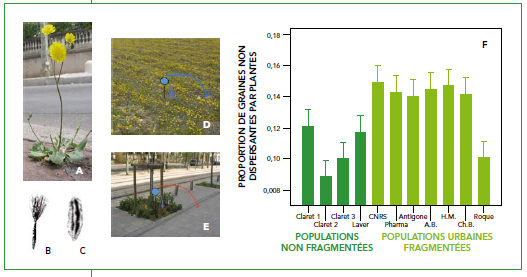 A
B
C
D
E
F
PROPORTION DE GRAINES NON
DISPERSANTES PAR PLANTES
0,18
0,16
0,14
0,12
0,10
0,008
Claret 1
Claret 2
Claret 3
Laver
CNRS
Pharma
Antigone
A.B.
H.M.
Ch.B.
Roque
POPULATIONS
NON FRAGMENTÉES
POPULATIONS URBAINES
FRAGMENTÉES